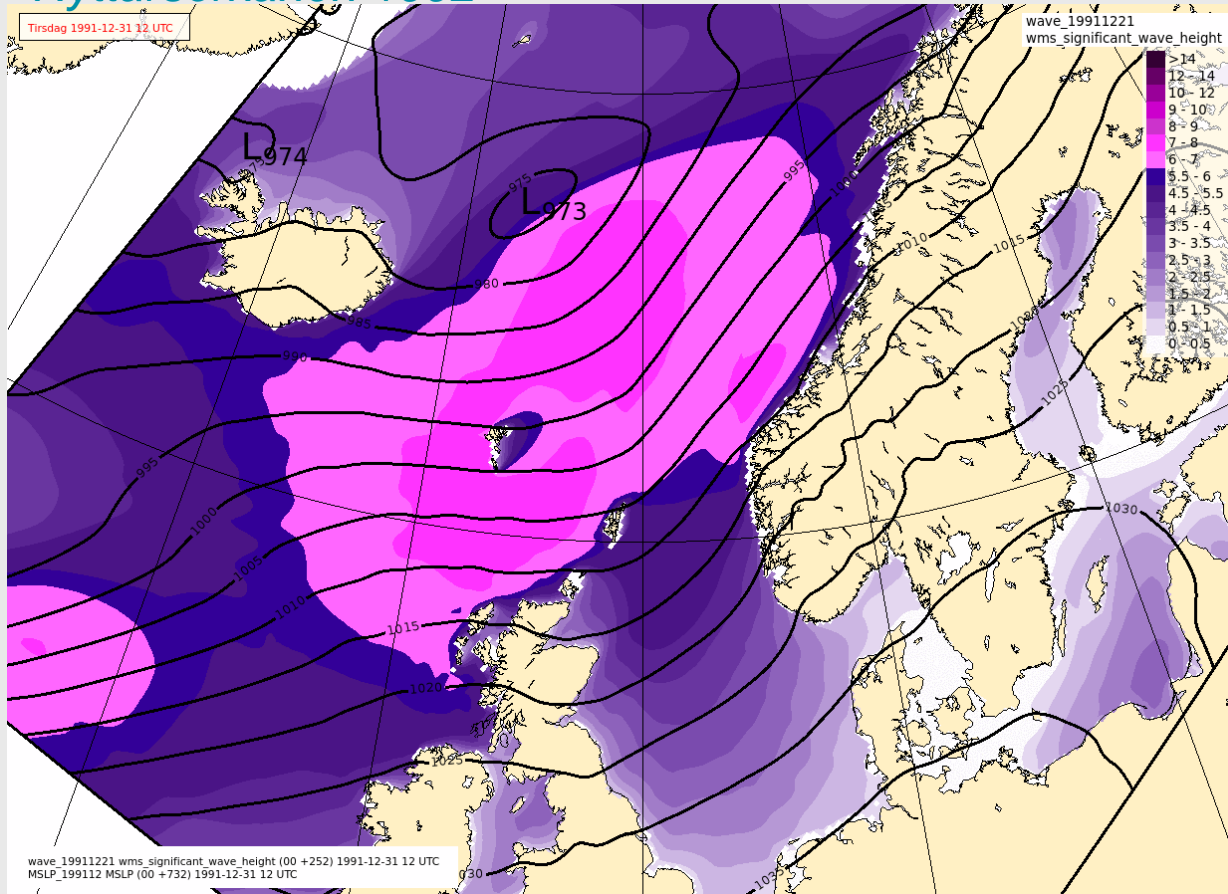 Tirsdag 1991-12-31 12 UTC
wave_19911221
wms_significant_wave_height
>14
12 - 14
10 - 12
9 - 10
8 - 9
7 - 8
6 - 7
5.5 - 6
4.5 - 5.5
4 - 4.5
3.5 - 4
3 - 3.5
2.5 - 3
2 - 2.5
1.5 - 2
1 - 1.5
0.5 - 1
0 - 0.5
L974
975
L973
995
1010
1015
980
985
990
1025
995
1000
1030
1005
1010
1015
1020
1025
1035
wave_19911221 wms_significant_wave_height (00 +252) 1991-12-31 12 UTC
MSLP_199112 MSLP (00 +732) 1991-12-31 12 UTC